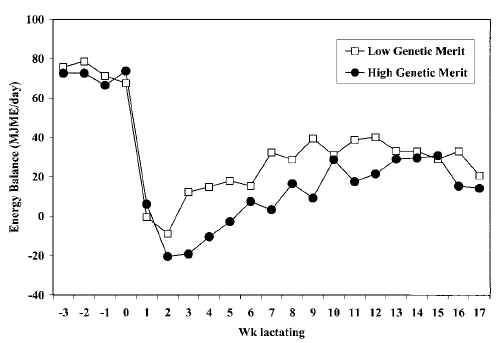 100
80
60
40
20
0
-20
-40
Energy Balance (MJME/day)
Low Genetic Merit
High Genetic Merit
-3 -2 -1 0 1 2 3 4 5 6 7 8 9 10 11 12 13 14 15 16 17
Wk lactating